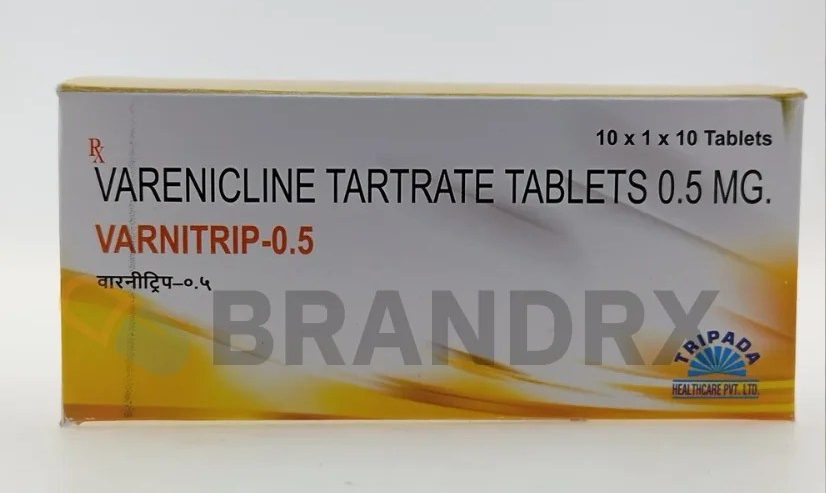 10 x 1 x 10 Tablets
Rx
VARENICLINE TARTRATE TABLETS 0.5 MG.
VARNITRIP-0.5
वारनीट्रिप–०.५
BRANDRX
TRIPADA
HEALTHCARE PVT. LTD.